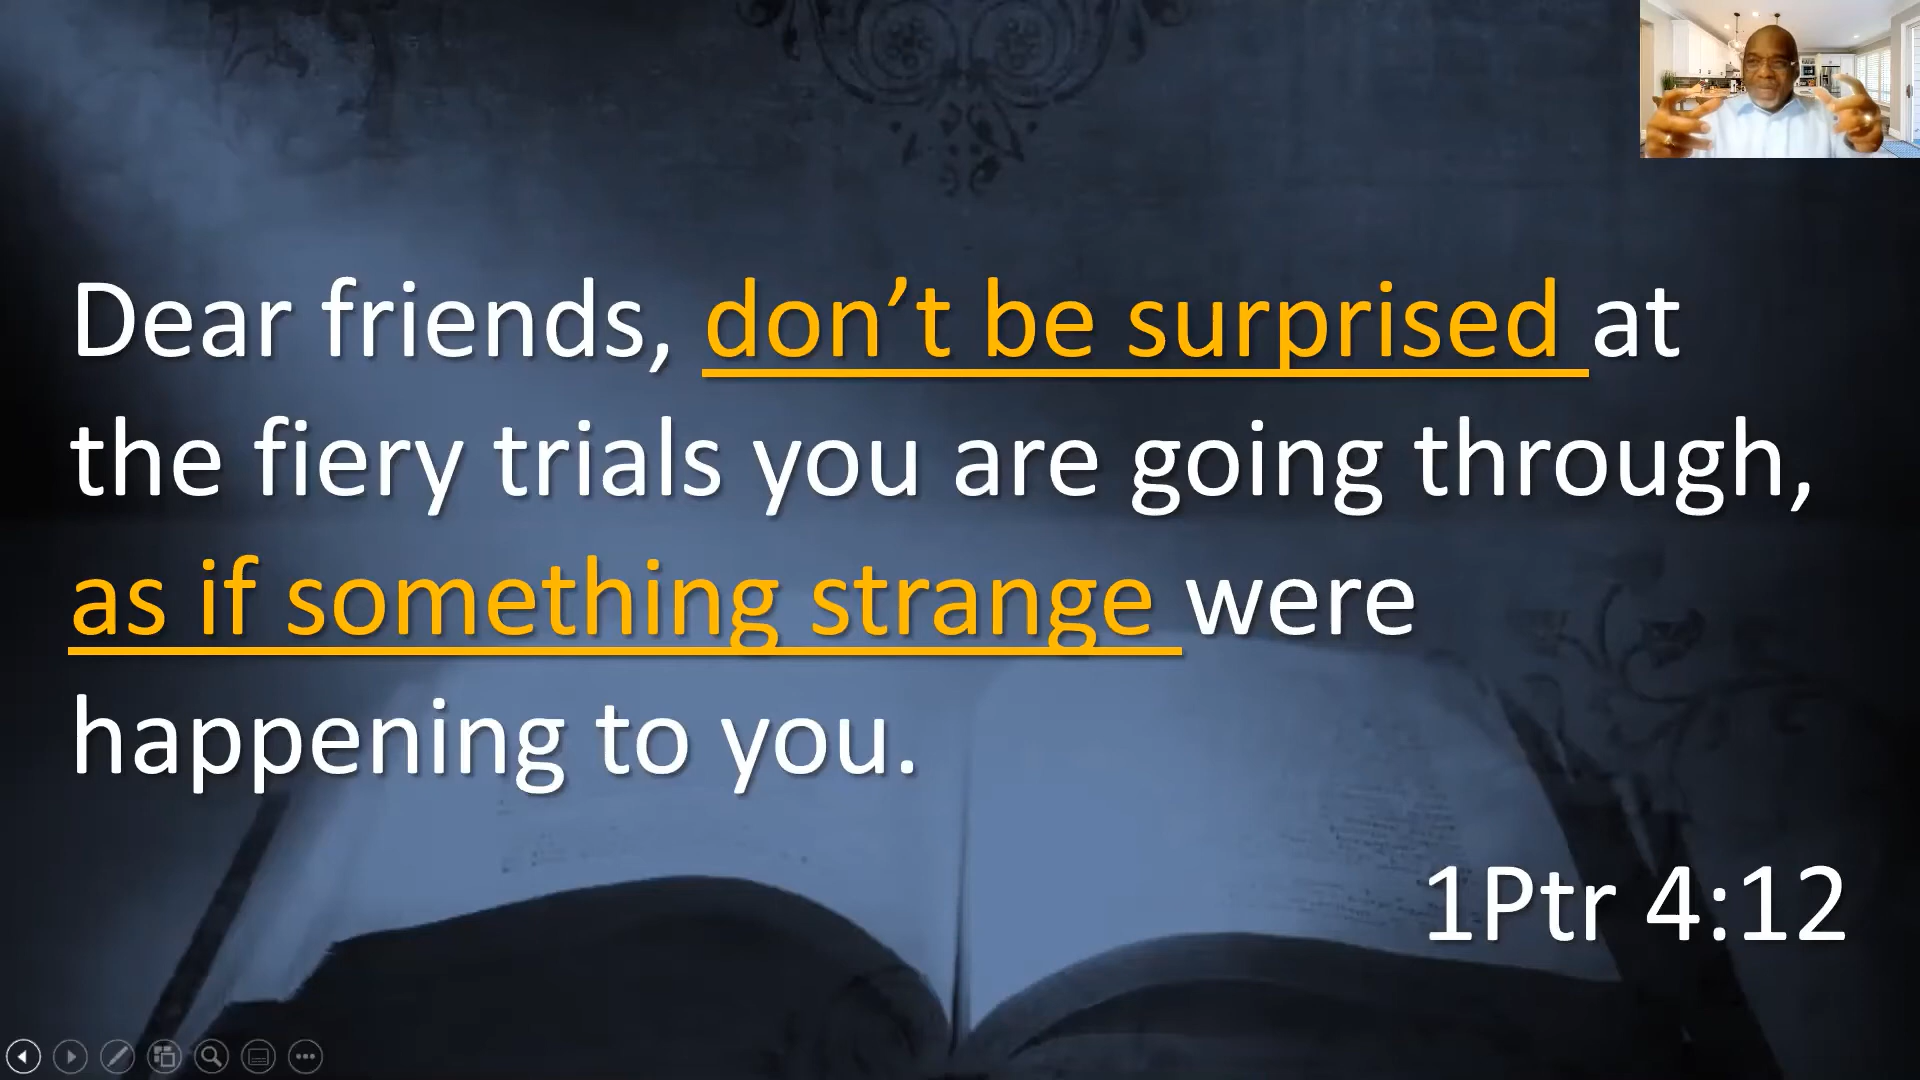 Dear friends, don’t be surprised at
the fiery trials you are going through,
as if something strange were
happening to you.
1Ptr 4:12